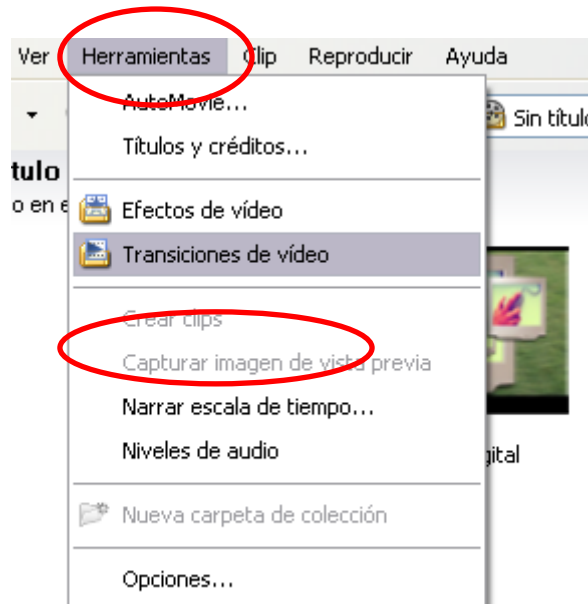 Ver Herramientas Clip Reproducir Ayuda
AutoMovie...
Sin título
Títulos y créditos...
tulo
o en e
Efectos de vídeo
Transiciones de vídeo
Crear clips
Capturar imagen de vista previa
Narrar escala de tiempo...
Niveles de audio
gital
Nueva carpeta de colección
Opciones...